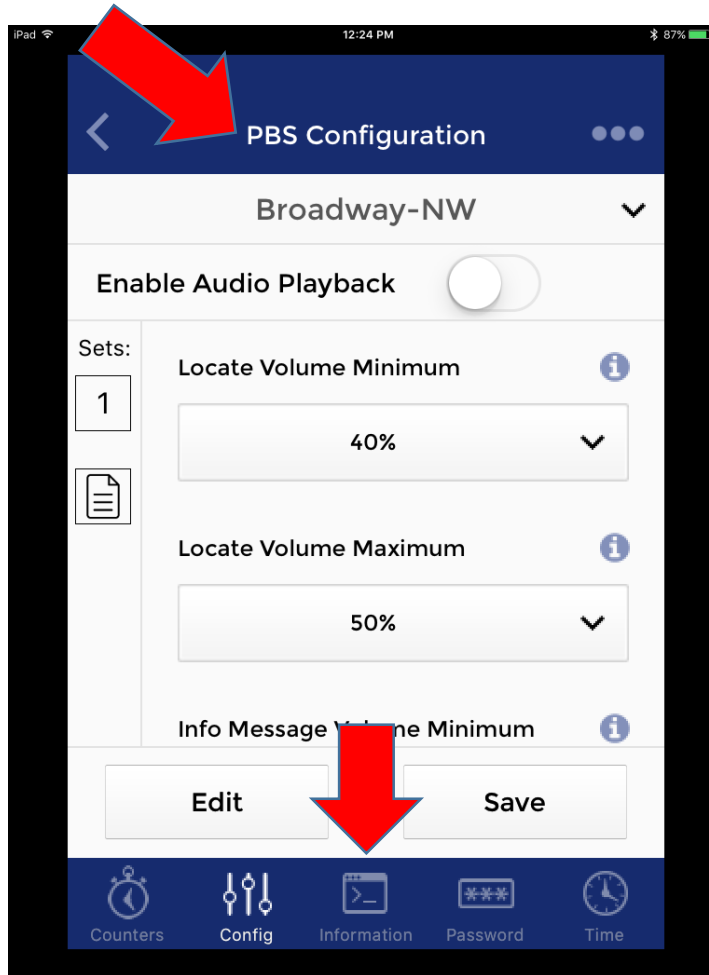 iPad 12:24 PM 87%
PBS Configuration
Broadway-NW
Enable Audio Playback
Sets:
1
Locate Volume Minimum
40%
Locate Volume Maximum
50%
Info Message Volume Minimum
Edit Save
>_ ***
Counters Config Information Password Time